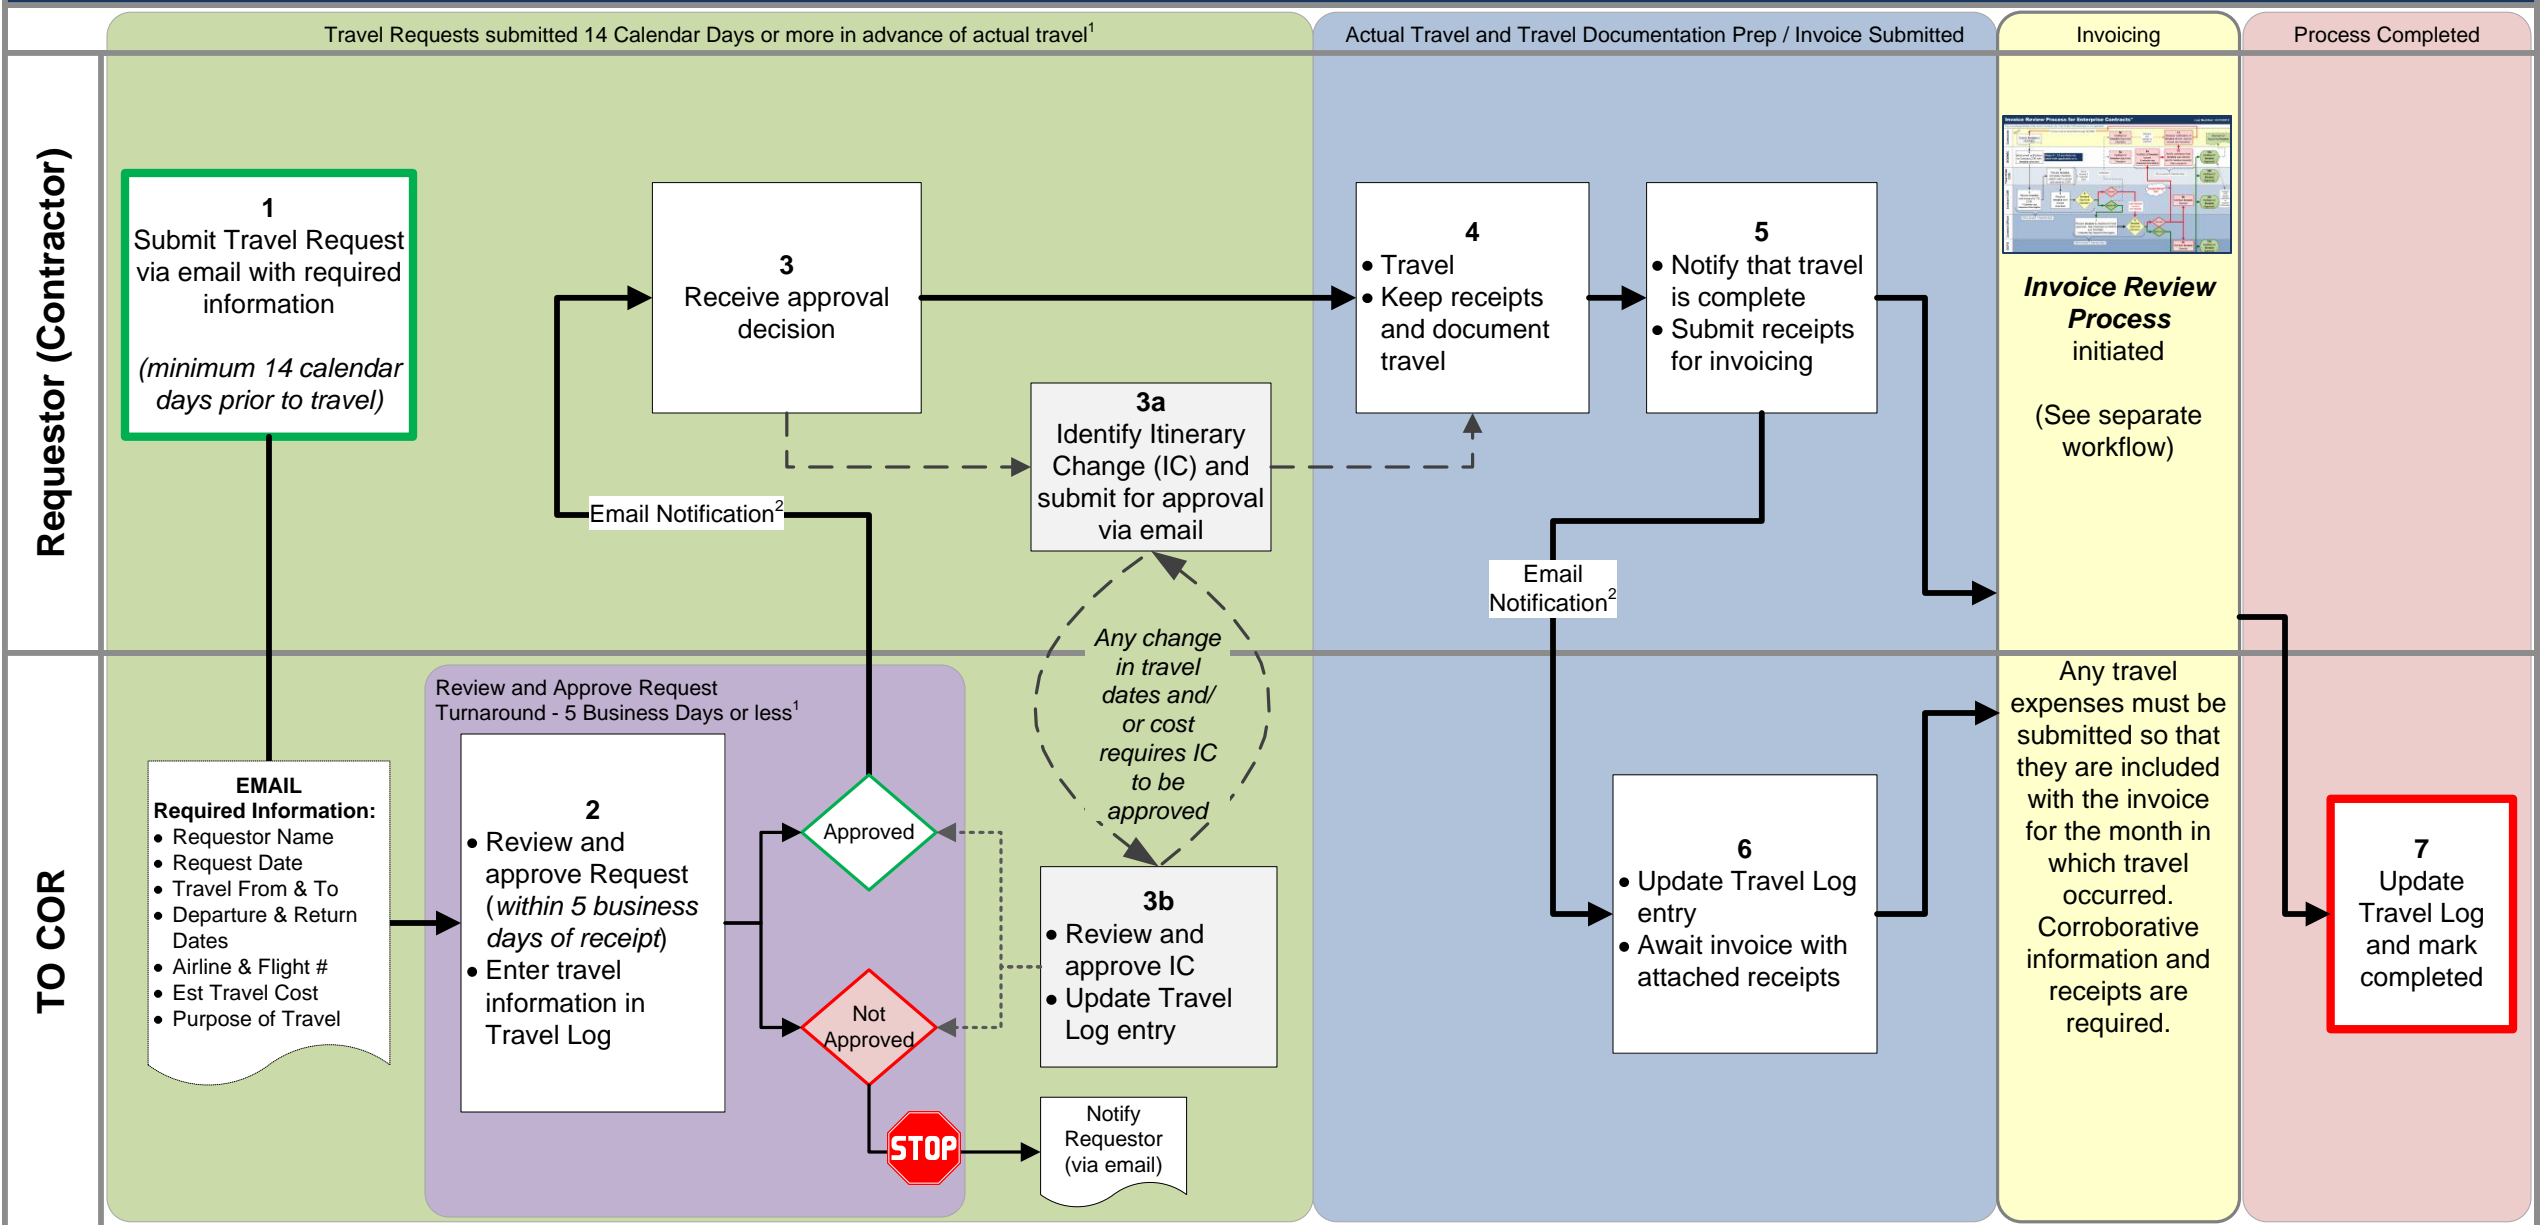 Travel Requests submitted 14 Calendar Days or more in advance of actual travel1
Actual Travel and Travel Documentation Prep / Invoice Submitted
Invoicing
Process Completed
Requestor (Contractor)
1
Submit Travel Request
via email with required
information
(minimum 14 calendar
days prior to travel)
3
Receive approval
decision
3a
Identify Itinerary
Change (IC) and
submit for approval
via email
Email Notification2
4
• Travel
• Keep receipts
and document
travel
5
• Notify that travel
is complete
• Submit receipts
for invoicing
Email
Notification2
Invoice Review Process for Enterprise Contracts
Invoice Review
Process
initiated
(See separate
workflow)
TO COR
EMAIL
Required Information:
• Requestor Name
• Request Date
• Travel From & To
• Departure & Return
Dates
• Airline & Flight #
• Est Travel Cost
• Purpose of Travel
Review and Approve Request
Turnaround - 5 Business Days or less1
2
• Review and
approve Request
(within 5 business
days of receipt)
• Enter travel
information in
Travel Log
Approved
Not
Approved
STOP
Notify
Requestor
(via email)
Any change
in travel
dates and/
or cost
requires IC
to be
approved
3b
• Review and
approve IC
• Update Travel
Log entry
6
• Update Travel Log
entry
• Await invoice with
attached receipts
Any travel
expenses must be
submitted so that
they are included
with the invoice
for the month in
which travel
occurred.
Corroborative
information and
receipts are
required.
7
Update
Travel Log
and mark
completed